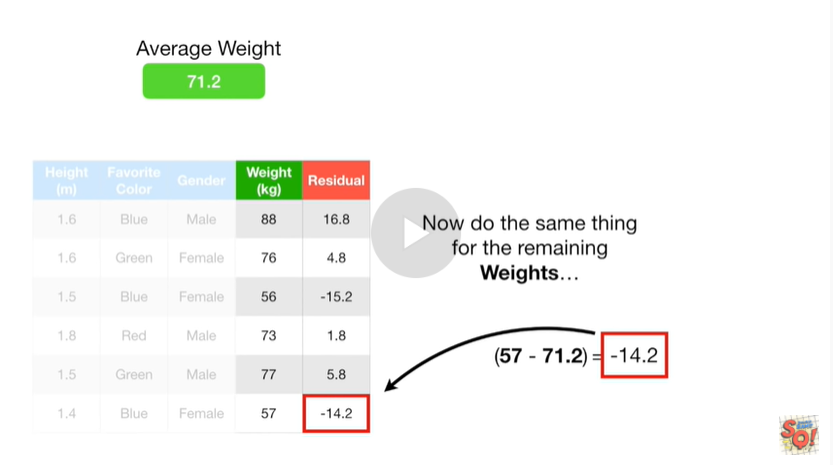 Average Weight
71.2
Height (m) Favorite Color Gender Weight (kg) Residual
1.6 Blue Male 88 16.8
1.6 Green Female 76 4.8
1.5 Blue Female 56 -15.2
1.8 Red Male 73 1.8
1.5 Green Male 77 5.8
1.4 Blue Female 57 -14.2
Now do the same thing
for the remaining
Weights…
(57 - 71.2) = -14.2
SQ!